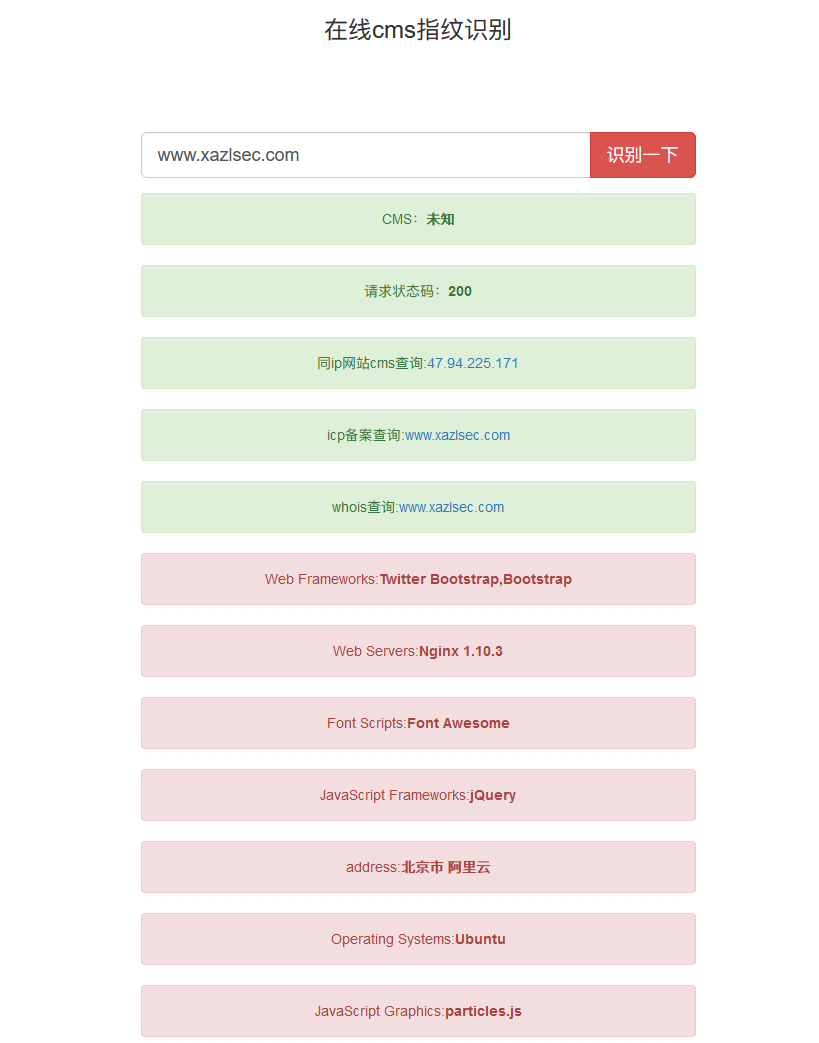 在线cms指纹识别
www.xazlsec.com
识别一下
CMS：未知
请求状态码：200
同ip网站cms查询:47.94.225.171
icp备案查询:www.xazlsec.com
whois查询:www.xazlsec.com
Web Frameworks:Twitter Bootstrap,Bootstrap
Web Servers:Nginx 1.10.3
Font Scripts:Font Awesome
JavaScript Frameworks:jQuery
address:北京市 阿里云
Operating Systems:Ubuntu
JavaScript Graphics:particles.js